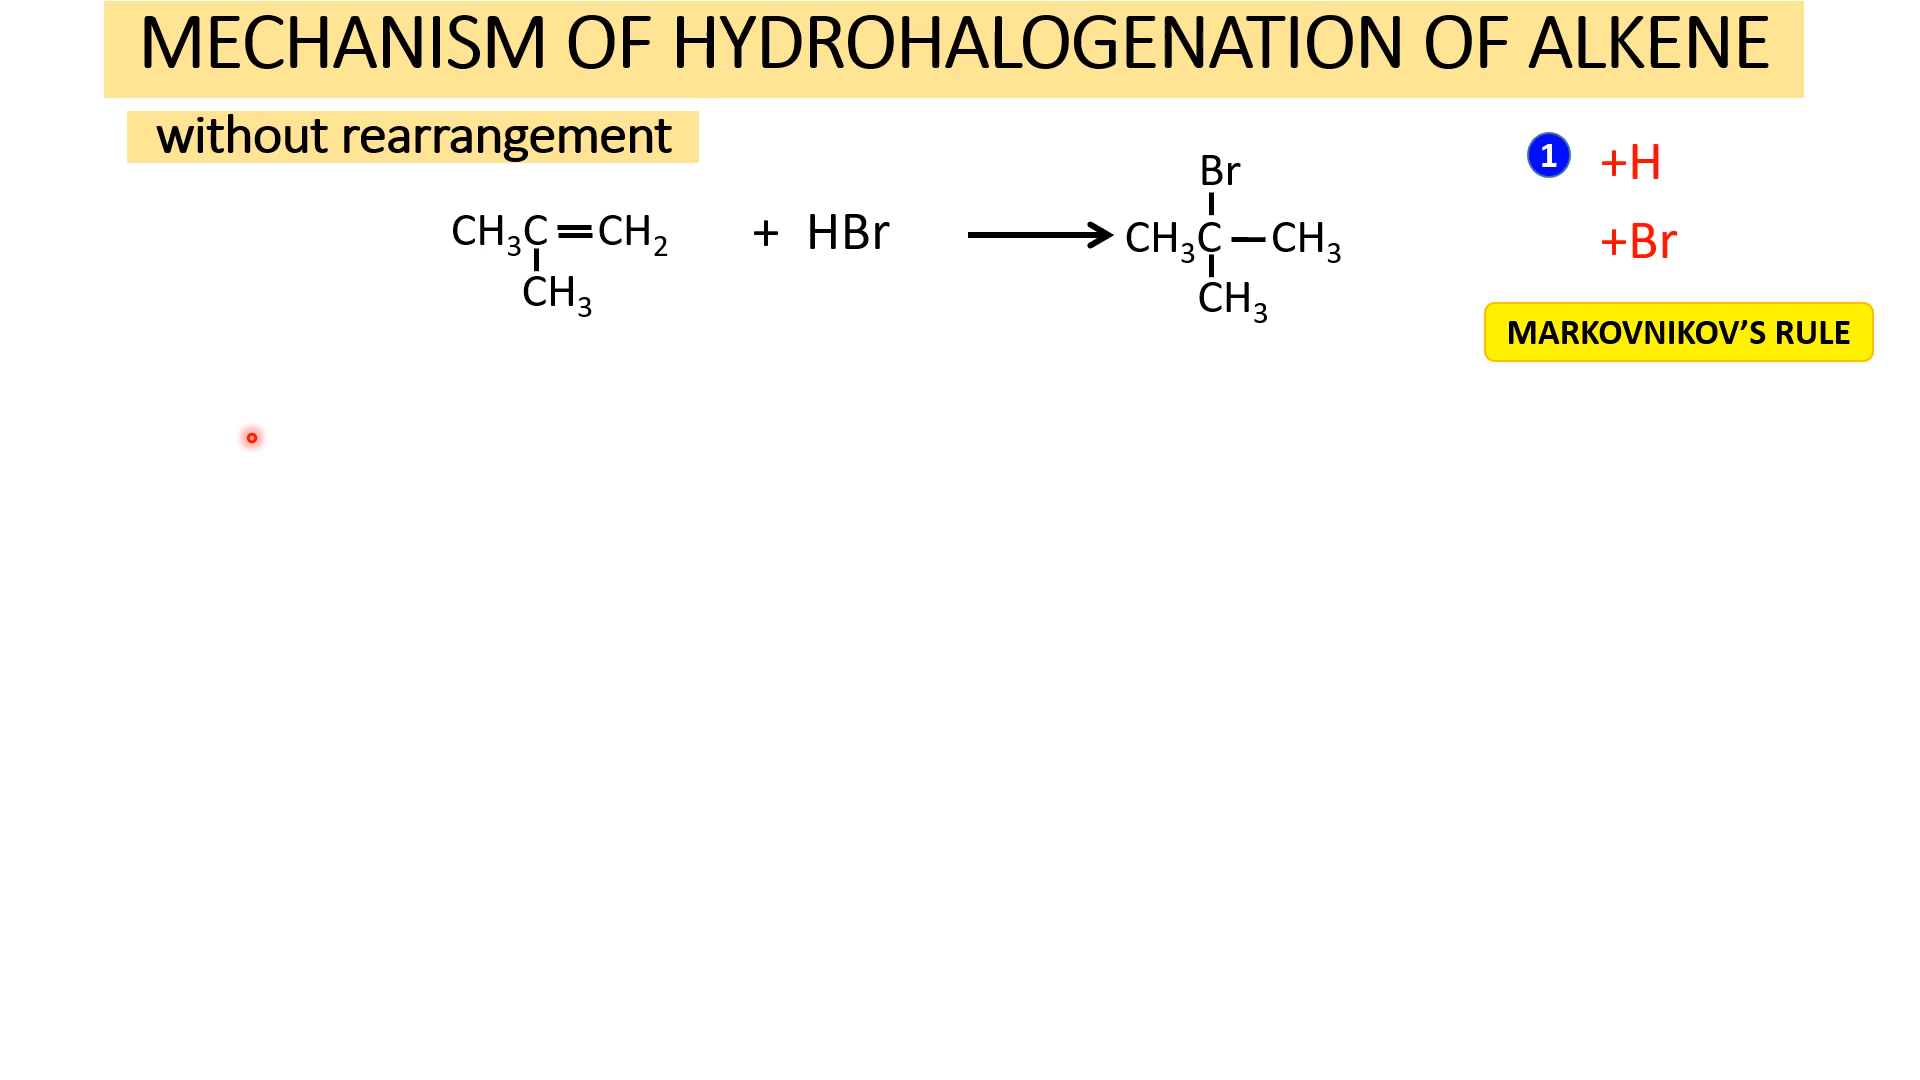 MECHANISM OF HYDROHALOGENATION OF ALKENE
without rearrangement
1 +H
Br
CH₃C=CH₂ + HBr → CH₃C—CH₃
+Br
CH₃ CH₃
MARKOVNIKOV’S RULE